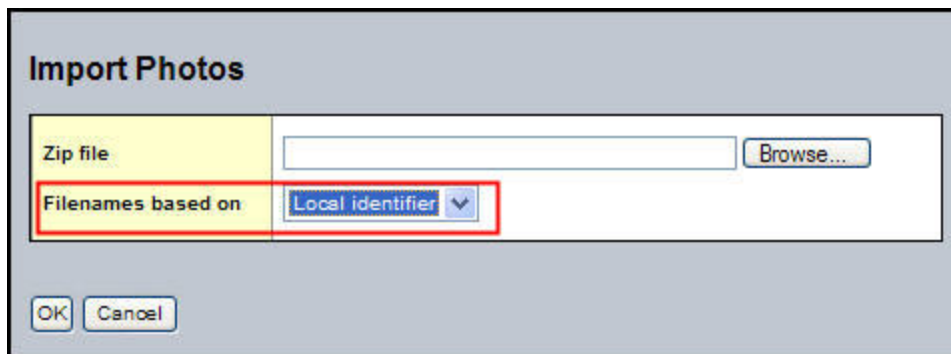 Import Photos
Zip file Browse...
Filenames based on Local identifier
OK Cancel